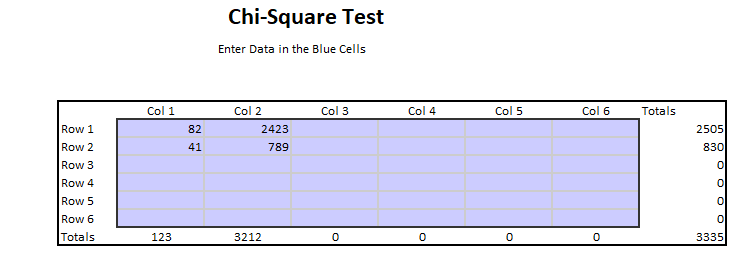 Chi-Square Test
Enter Data in the Blue Cells
Col 1 Col 2 Col 3 Col 4 Col 5 Col 6 Totals
Row 1 82 2423 2505
Row 2 41 789 830
Row 3 0
Row 4 0
Row 5 0
Row 6 0
Totals 123 3212 0 0 0 0 3335